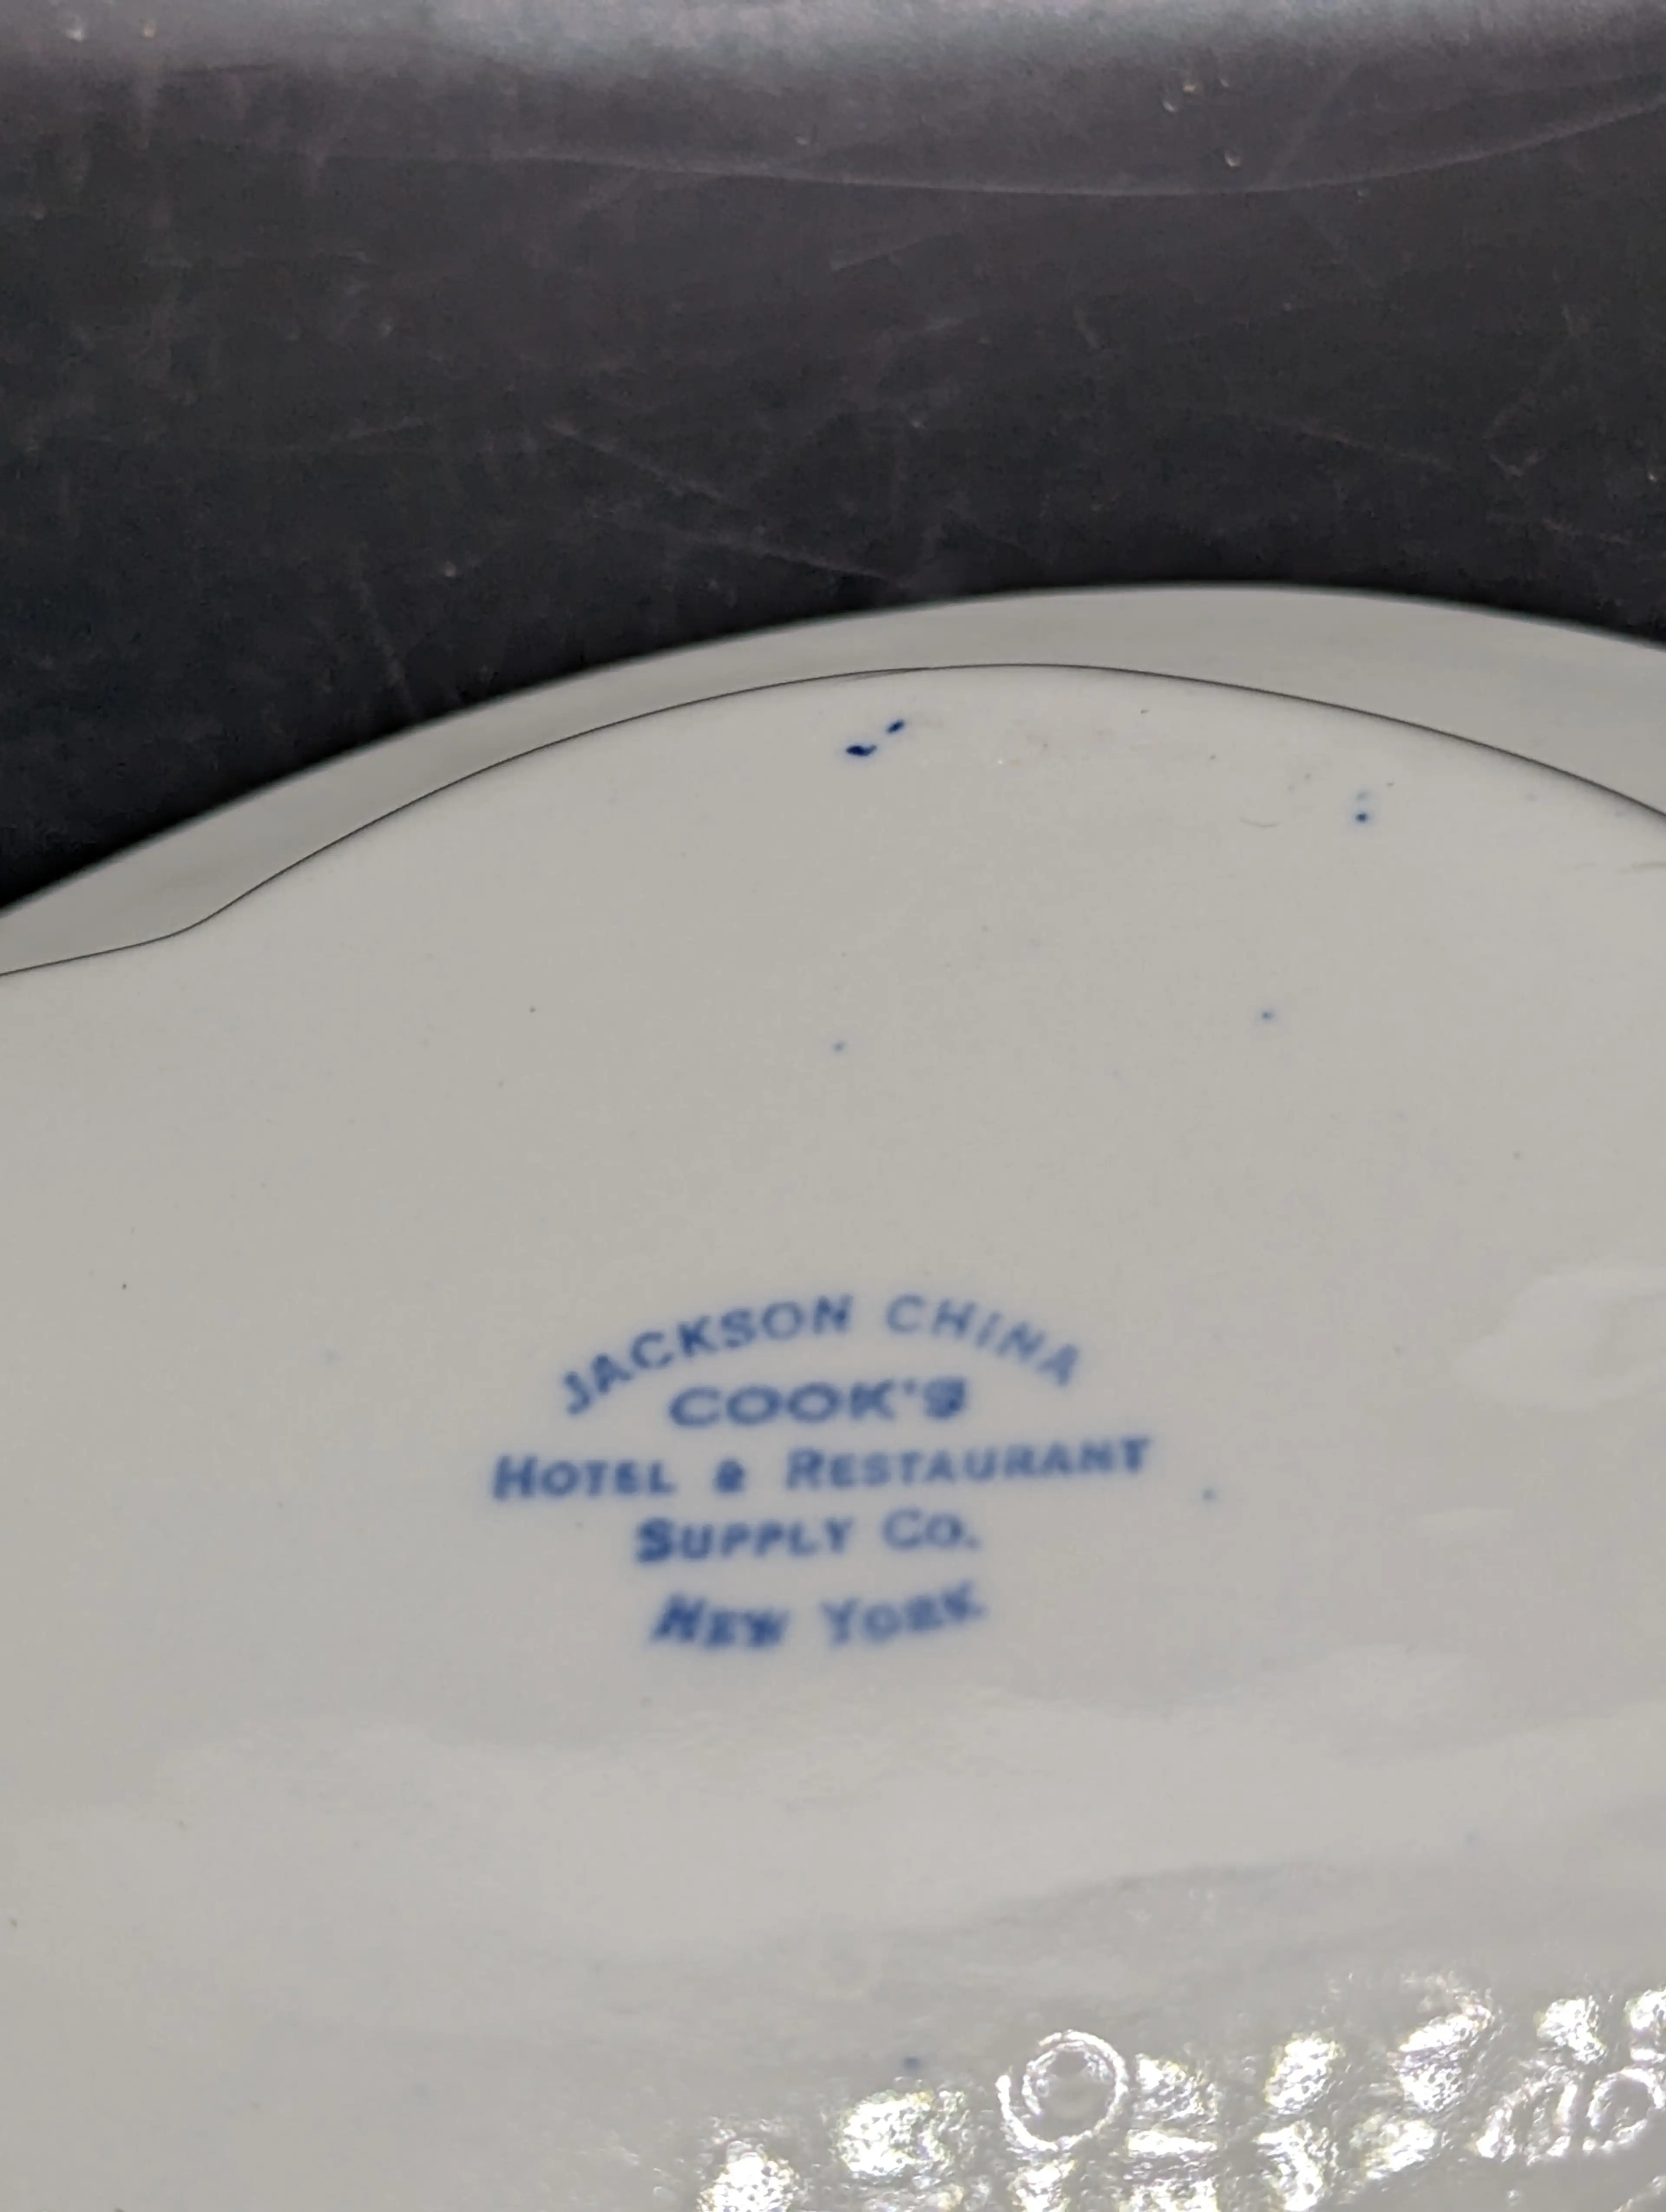 JACKSON CHINA
COOK'S
HOTEL & RESTAURANT
SUPPLY CO.
NEW YORK